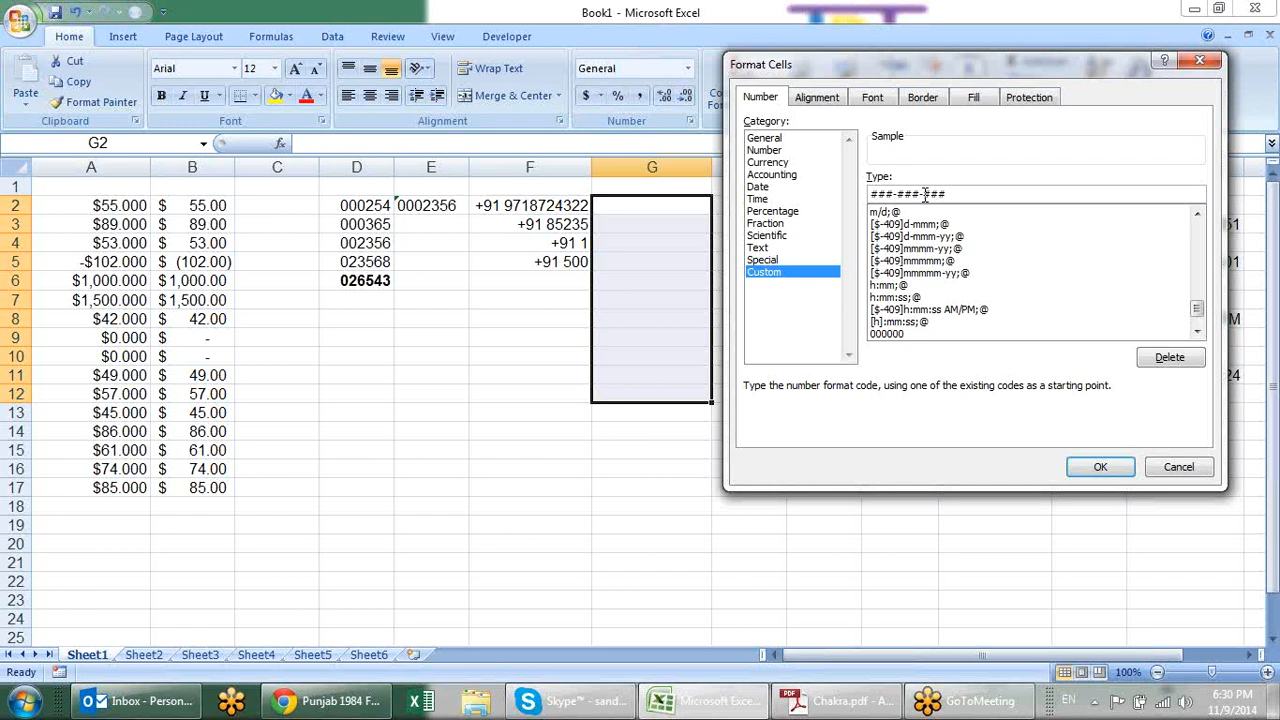 Book1 - Microsoft Excel
Home Insert Page Layout Formulas Data Review View Developer
Cut
Copy
Format Painter
Paste
Clipboard
Arial 12
B I U
Font
Wrap Text
Merge & Center
Alignment
General
$ % ,
Number
G2
fx
A B C D E F G
1
2 $55.000 $ 55.00 000254 0002356 +91 9718724322
3 $89.000 $ 89.00 000365 +91 85235
4 $53.000 $ 53.00 002356 +91 1
5 -$102.000 $ (102.00) 023568 +91 500
6 $1,000.000 $ 1,000.00 026543
7 $1,500.000 $ 1,500.00
8 $42.000 $ 42.00
9 $0.000 $ -
10 $0.000 $ -
11 $49.000 $ 49.00
12 $57.000 $ 57.00
13 $45.000 $ 45.00
14 $86.000 $ 86.00
15 $61.000 $ 61.00
16 $74.000 $ 74.00
17 $85.000 $ 85.00
18
19
20
21
22
23
24
25
Format Cells
Number Alignment Font Border Fill Protection
Category:
General
Number
Currency
Accounting
Date
Time
Percentage
Fraction
Scientific
Text
Special
Custom
Sample
Type:
###-###-###
m/d;@
[$-409]d-mmm;@
[$-409]d-mmm-yy;@
[$-409]mmmm-yy;@
[$-409]mmmmm;@
[$-409]mmmmm-yy;@
h:mm;@
h:mm:ss;@
[$-409]h:mm:ss AM/PM;@
[h]:mm:ss;@
000000
Delete
Type the number format code, using one of the existing codes as a starting point.
OK Cancel
Sheet1 Sheet2 Sheet3 Sheet4 Sheet5 Sheet6
Ready 100%
Inbox - Person... Punjab 1984 F... Skype™ - sand... Microsoft Exce... Chakra.pdf - A... GoToMeeting EN 6:30 PM
11/9/2014